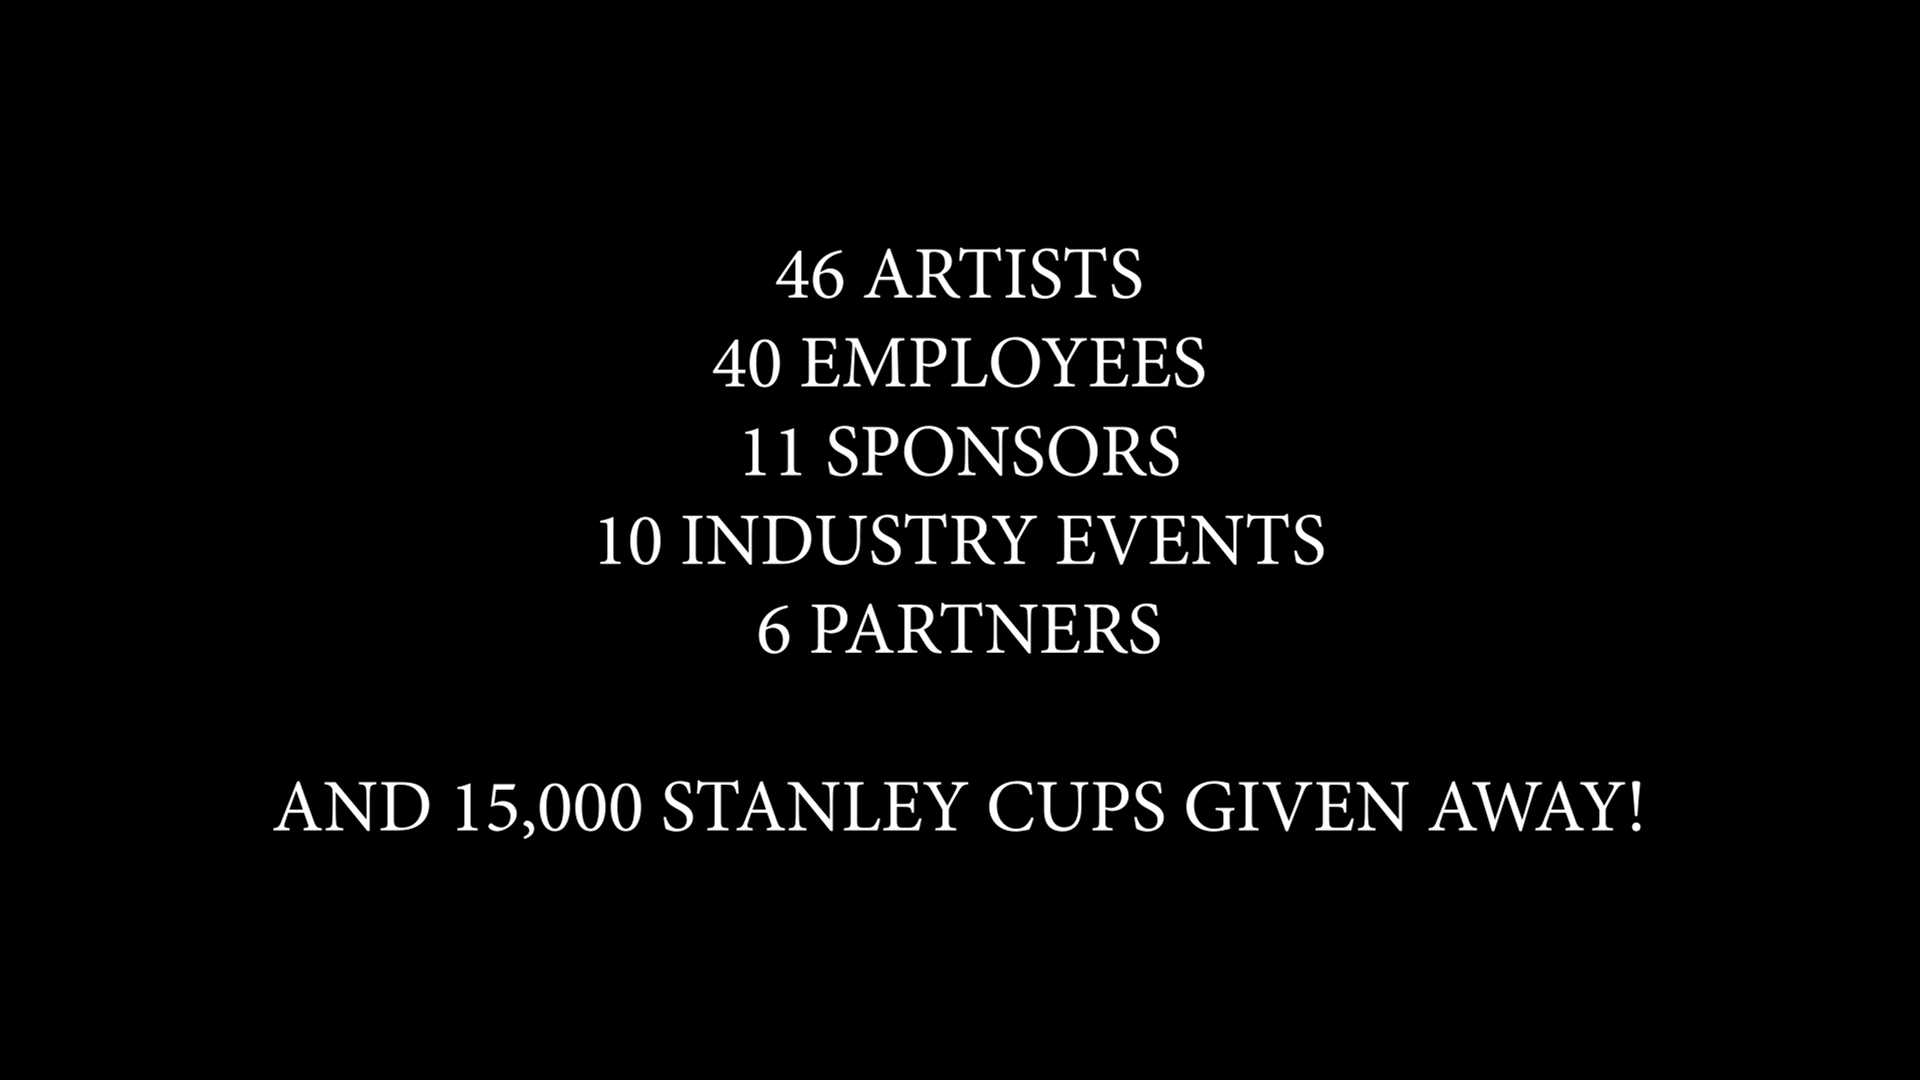 46 ARTISTS
40 EMPLOYEES
11 SPONSORS
10 INDUSTRY EVENTS
6 PARTNERS
AND 15,000 STANLEY CUPS GIVEN AWAY!